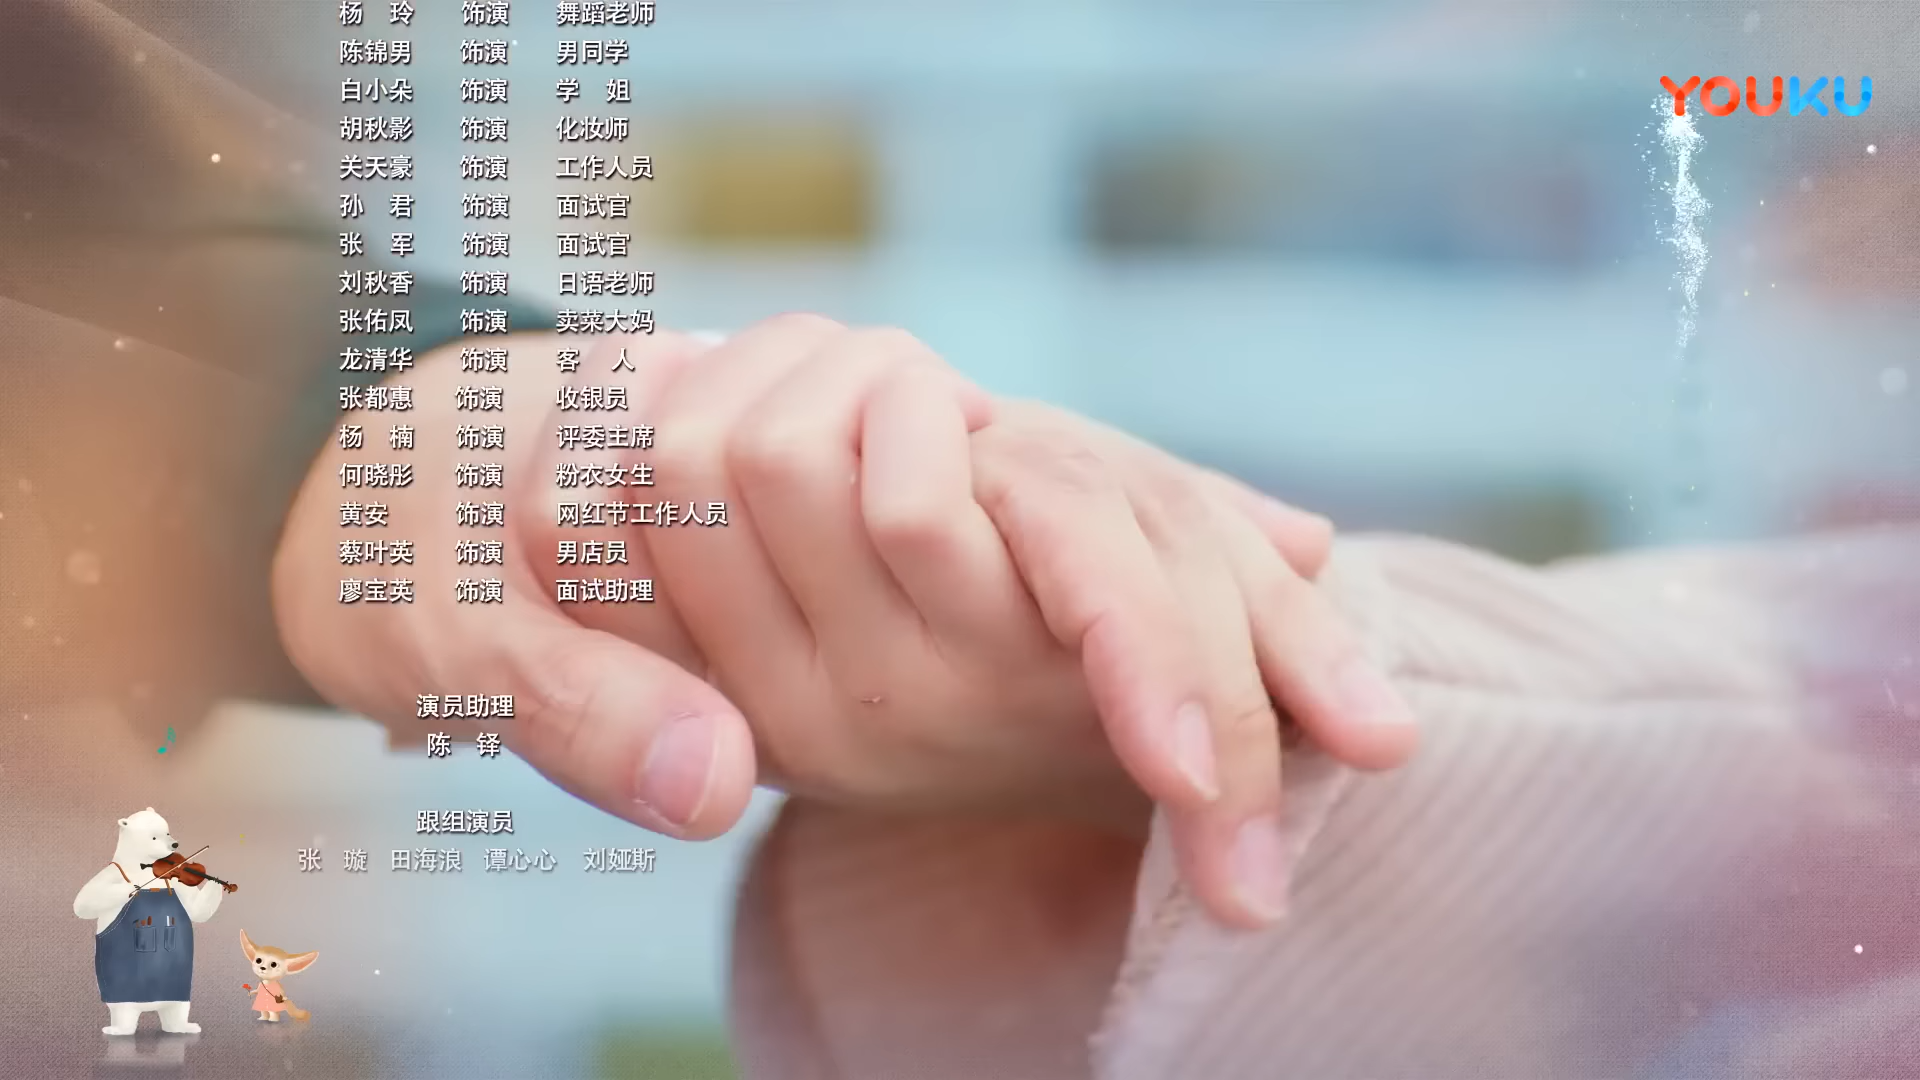 杨　玲 饰演 舞蹈老师
陈锦男 饰演 男同学
白小朵 饰演 学　姐
胡秋影 饰演 化妆师
关天豪 饰演 工作人员
孙　君 饰演 面试官
张　军 饰演 面试官
刘秋香 饰演 日语老师
张佑凤 饰演 卖菜大妈
龙清华 饰演 客　人
张都惠 饰演 收银员
杨　楠 饰演 评委主席
何晓彤 饰演 粉衣女生
黄安 饰演 网红节工作人员
蔡叶英 饰演 男店员
廖宝英 饰演 面试助理
演员助理
陈　铎
跟组演员
张　璇 田海浪 谭心心 刘娅斯
YOUKU